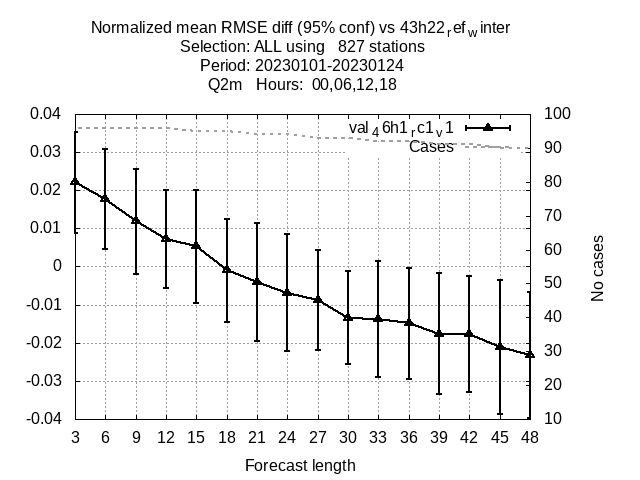 Normalized mean RMSE diff (95% conf) vs 43h22refwinter
Selection: ALL using 827 stations
Period: 20230101-20230124
Q2m Hours: 00,06,12,18
0.04 100
val46h1rc1v1
Cases
0.03 90
0.02 80
0.01 70
0 60
-0.01 50
-0.02 40
-0.03 30
-0.04 20
10
No cases
3 6 9 12 15 18 21 24 27 30 33 36 39 42 45 48
Forecast length